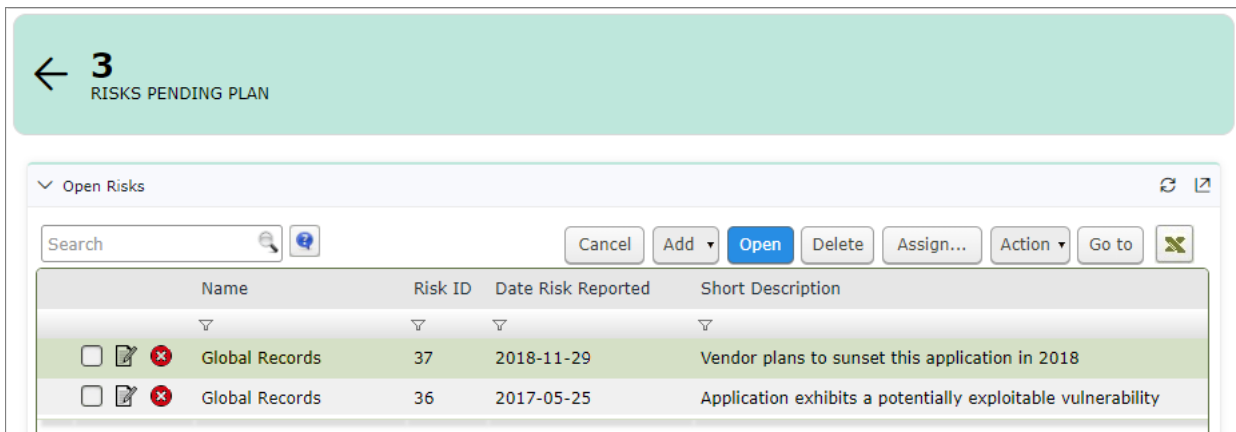 3
RISKS PENDING PLAN
Open Risks
Search Cancel Add Open Delete Assign... Action Go to
Name Risk ID Date Risk Reported Short Description
Global Records 37 2018-11-29 Vendor plans to sunset this application in 2018
Global Records 36 2017-05-25 Application exhibits a potentially exploitable vulnerability